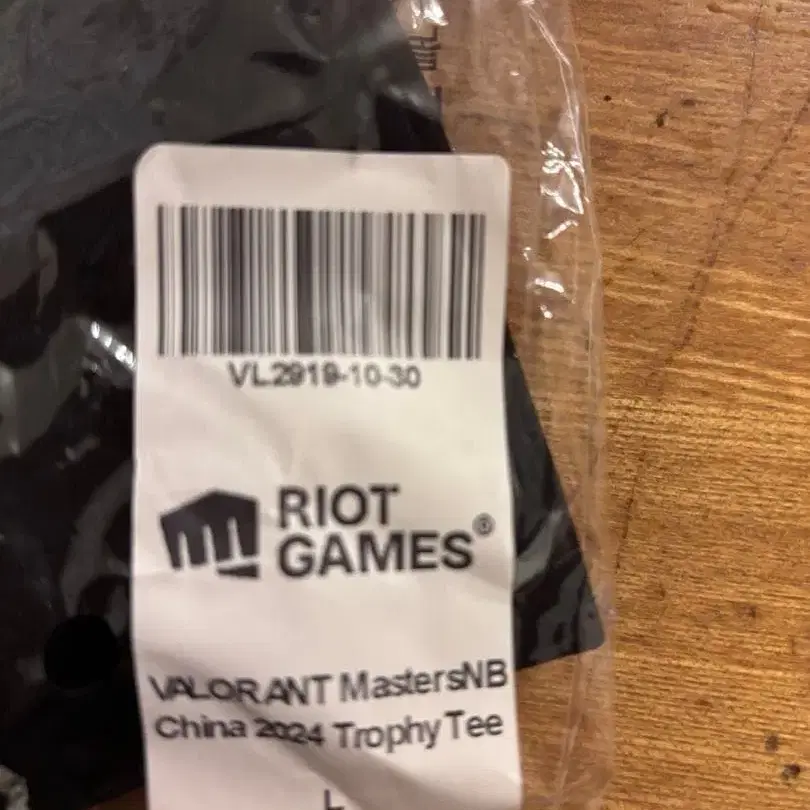 VL2919-10-30
RIOT
GAMES®
VALORANT MastersNB
China 2024 Trophy Tee
L